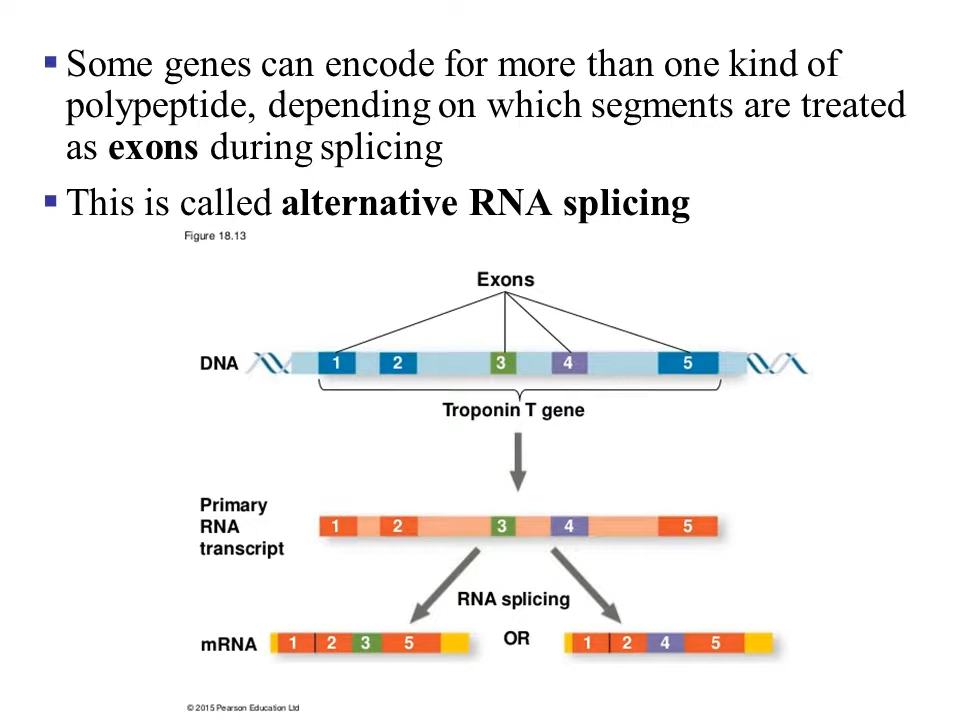 Some genes can encode for more than one kind of
polypeptide, depending on which segments are treated
as exons during splicing
This is called alternative RNA splicing
Figure 18.13
Exons
DNA
1 2 3 4 5
Troponin T gene
Primary
RNA
transcript
1 2 3 4 5
RNA splicing
mRNA
1 2 3 5
OR
1 2 4 5
© 2015 Pearson Education Ltd